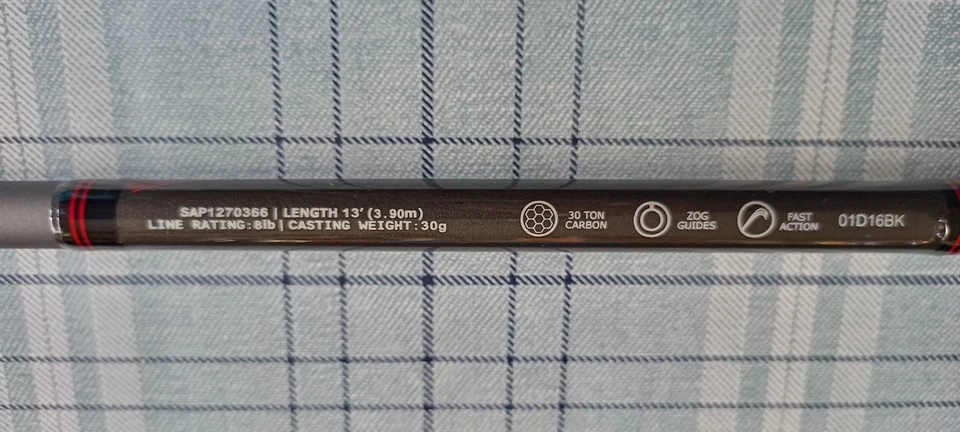 SAP1270366 | LENGTH 13' (3.90m)
LINE RATING:8lb | CASTING WEIGHT:30g
30 TON
CARBON
ZOG
GUIDES
FAST
ACTION
01D16BK